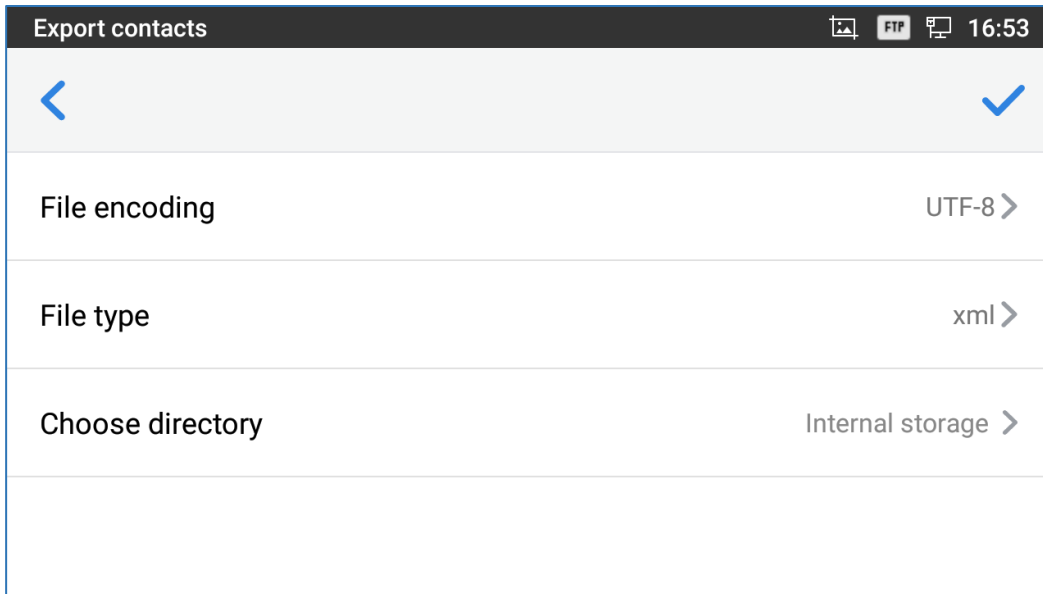 Export contacts FTP 16:53
File encoding UTF-8
File type xml
Choose directory Internal storage